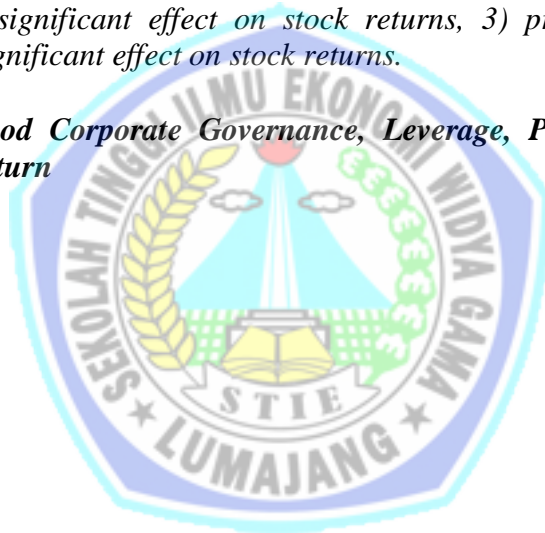 significant effect on stock returns, 3)
gnificant effect on stock returns.
od Corporate Governance, Leverage,
turn
SEKOLAH TINGGI ILMU EKONOMI WIDYA GAMA
STIE
LUMAJANG